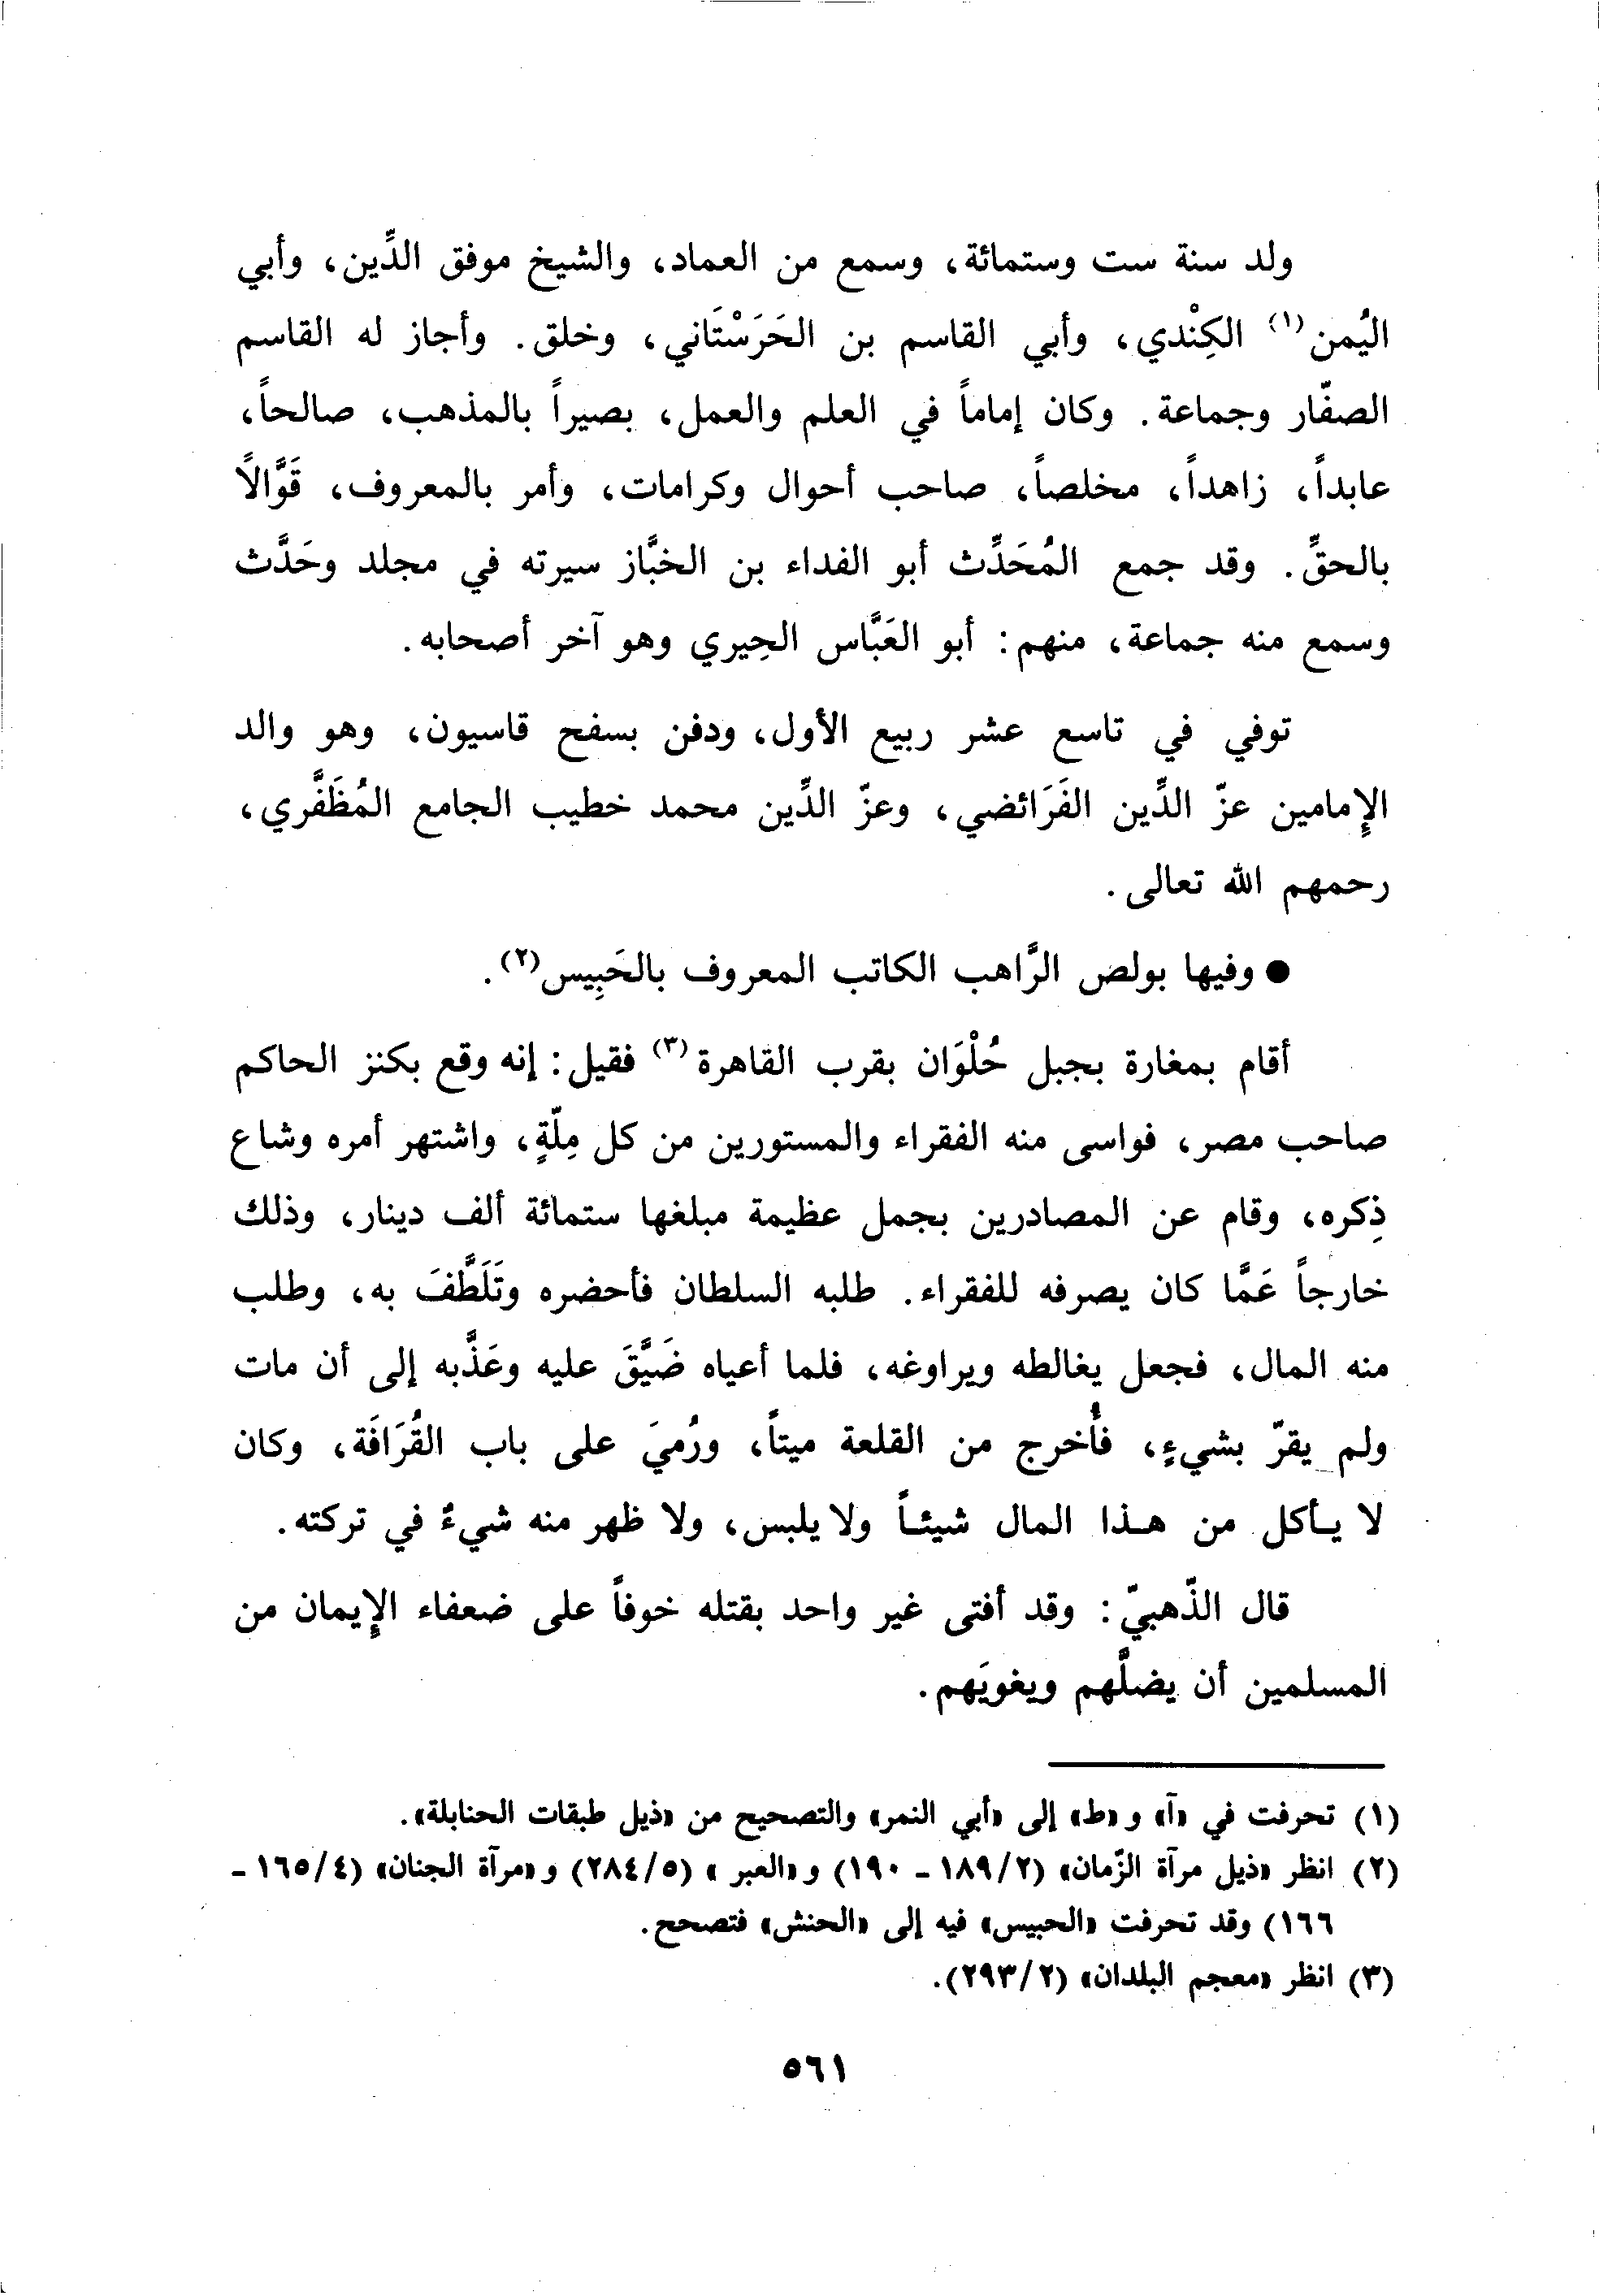 ولد سنة ست وستمائة، وسمع من العماد، والشيخ موفق الدِّين، وأبي
اليُمن(١) الكِنْدي، وأبي القاسم بن الحَرَسْتَاني، وخلق. وأجاز له القاسم
الصفّار وجماعة. وكان إماماً في العلم والعمل، بصيراً بالمذهب، صالحاً،
عابداً، زاهداً، مخلصاً، صاحب أحوال وكرامات، وأمر بالمعروف، قَوَّالاً
بالحقِّ. وقد جمع المُحَدِّث أبو الفداء بن الخبَّاز سيرته في مجلد وحَدَّث
وسمع منه جماعة، منهم: أبو العَبَّاس الحِيري وهو آخر أصحابه.
توفي في تاسع عشر ربيع الأول، ودفن بسفح قاسيون، وهو والد
الإِمامين عزّ الدِّين الفَرَائضي، وعزّ الدِّين محمد خطيب الجامع المُظَفَّري،
رحمهم الله تعالى.
● وفيها بولص الرَّاهب الكاتب المعروف بالحَبِيس(٢).
أقام بمغارة بجبل حُلْوَان بقرب القاهرة(٣) فقيل: إنه وقع بكنز الحاكم
صاحب مصر، فواسى منه الفقراء والمستورين من كل مِلّةٍ، واشتهر أمره وشاع
ذِكره، وقام عن المصادرين بجمل عظيمة مبلغها ستمائة ألف دينار، وذلك
خارجاً عَمَّا كان يصرفه للفقراء. طلبه السلطان فأحضره وتَلَطَّفَ به، وطلب
منه المال، فجعل يغالطه ويراوغه، فلما أعياه ضَيَّقَ عليه وعَذَّبه إلى أن مات
ولم يقرّ بشيءٍ، فأُخرج من القلعة ميتاً، ورُميَ على باب القُرَافَة، وكان
لا يأكل من هذا المال شيئاً ولا يلبس، ولا ظهر منه شيءٌ في تركته.
قال الذّهبيّ: وقد أفتى غير واحد بقتله خوفاً على ضعفاء الإِيمان من
المسلمين أن يضلَّهم ويغويَهم.
(١) تحرفت في «آ» و «ط» إلى «أبي النمر» والتصحيح من «ذيل طبقات الحنابلة».
(٢) انظر «ذيل مرآة الزّمان» (١٨٩/٢ - ١٩٠) و «العبر» (٢٨٤/٥) و «مرآة الجنان» (١٦٥/٤ -
١٦٦) وقد تحرفت «الحبيس» فيه إلى «الحنش» فتصحح.
(٣) انظر «معجم البلدان» (٢٩٣/٢).
٥٦١